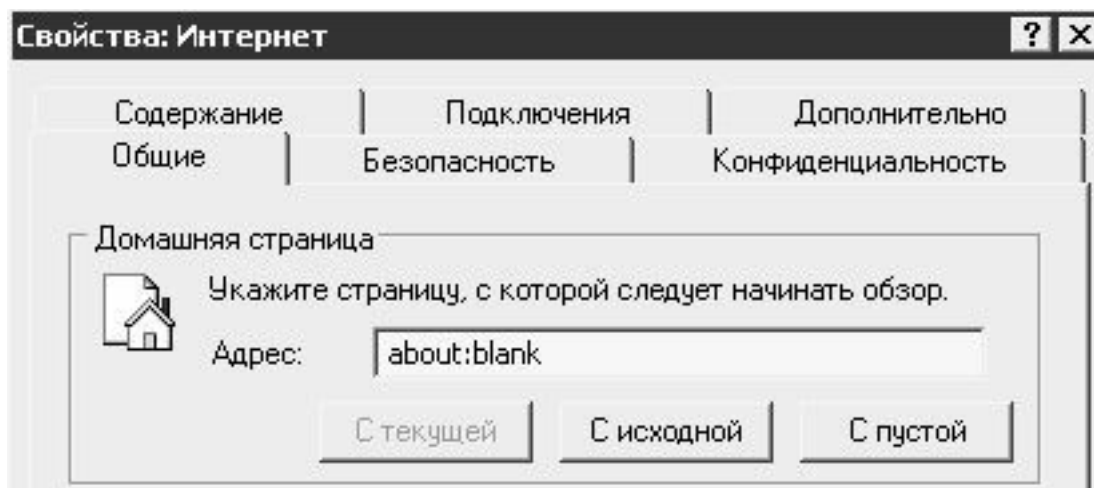 Свойства: Интернет ? X
Содержание Подключения Дополнительно
Общие Безопасность Конфиденциальность
Домашняя страница
Укажите страницу, с которой следует начинать обзор.
Адрес: about:blank
С текущей С исходной С пустой